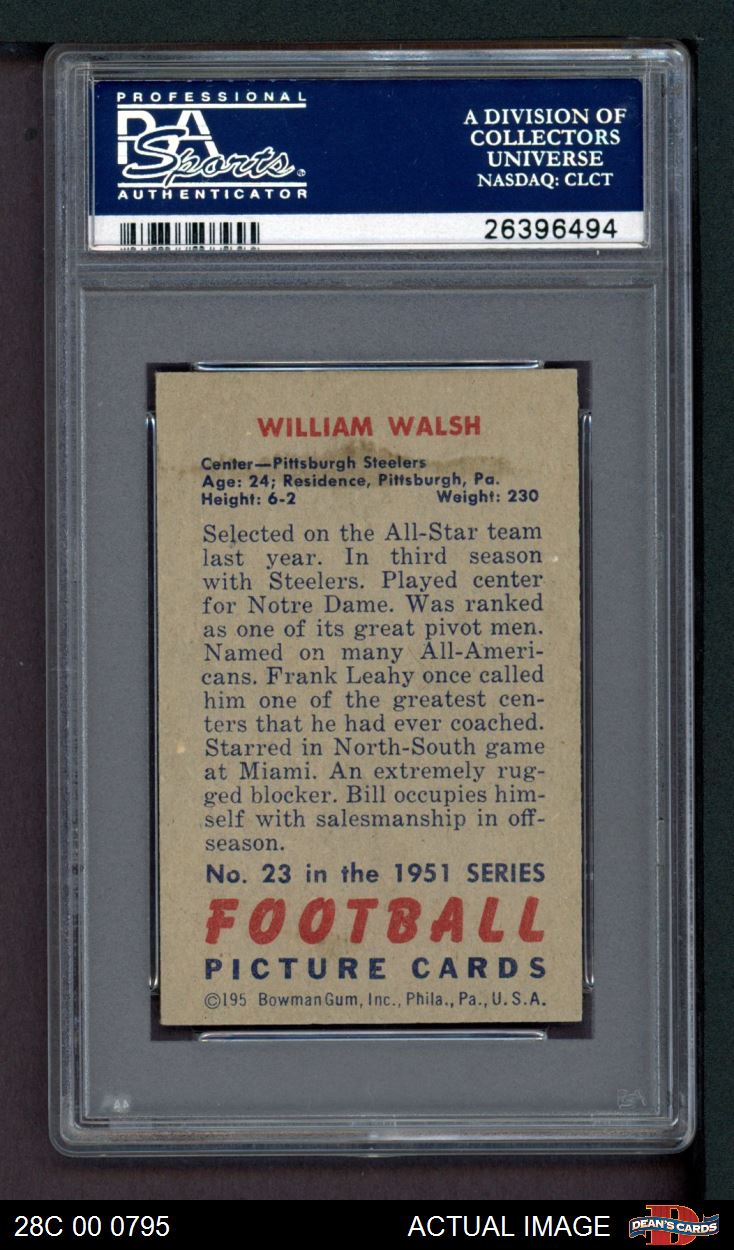 PROFESSIONAL
PSA
Sports
AUTHENTICATOR
A DIVISION OF
COLLECTORS
UNIVERSE
NASDAQ: CLCT
26396494
WILLIAM WALSH
Center—Pittsburgh Steelers
Age: 24; Residence, Pittsburgh, Pa.
Height: 6-2 Weight: 230
Selected on the All-Star team
last year. In third season
with Steelers. Played center
for Notre Dame. Was ranked
as one of its great pivot men.
Named on many All-Ameri-
cans. Frank Leahy once called
him one of the greatest cen-
ters that he had ever coached.
Starred in North-South game
at Miami. An extremely rug-
ged blocker. Bill occupies him-
self with salesmanship in off-
season.
No. 23 in the 1951 SERIES
FOOTBALL
PICTURE CARDS
©195 Bowman Gum, Inc., Phila., Pa., U.S.A.
28C 00 0795 ACTUAL IMAGE DEAN'S CARDS